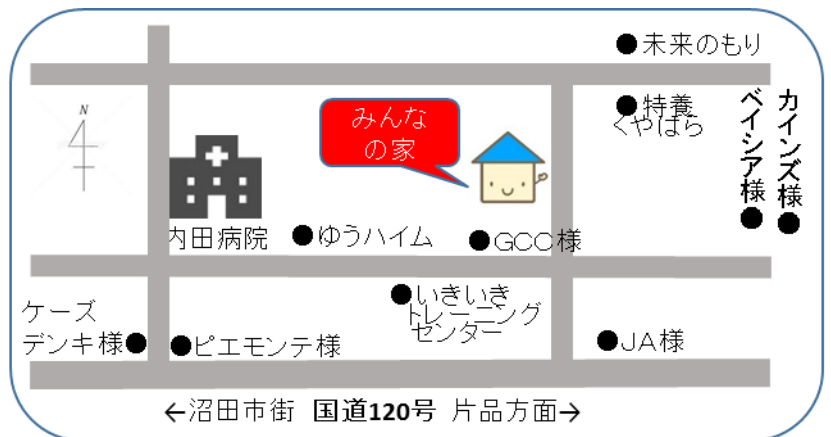 未来のもり
N
みんな
の家
特養
くやはら
ベイシア様
カインズ様
内田病院
ゆうハイム
GCC様
いきいき
トレーニング
センター
ケーズ
デンキ様
ピエモンテ様
JA様
←沼田市街 国道120号 片品方面→